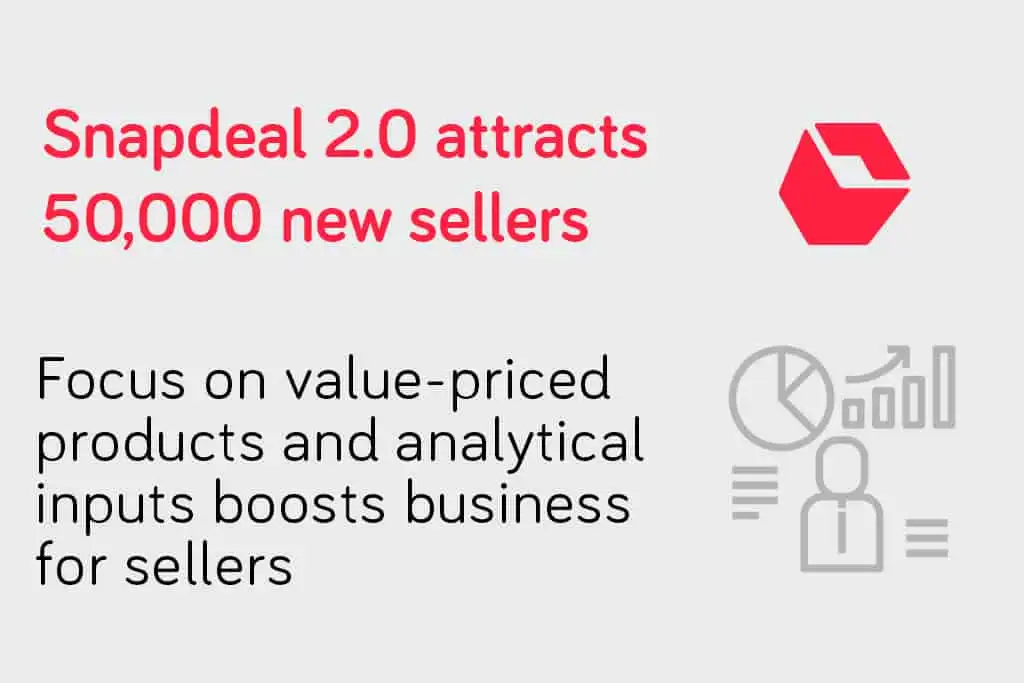 Snapdeal 2.0 attracts
50,000 new sellers
Focus on value-priced
products and analytical
inputs boosts business
for sellers